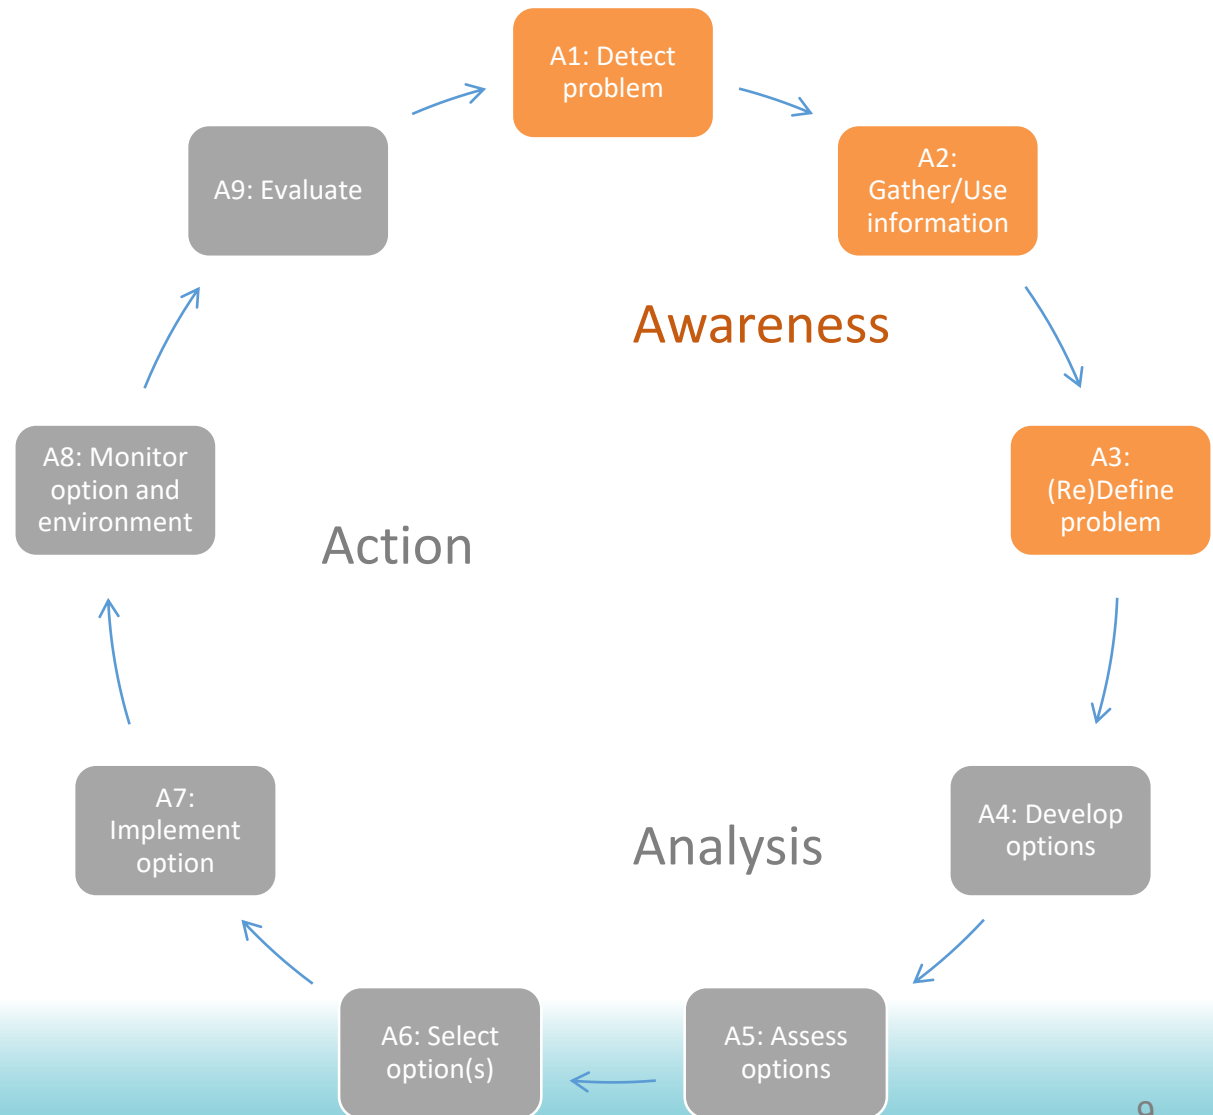 A1: Detect
problem
A2:
Gather/Use
information
Awareness
A3:
(Re)Define
problem
A4: Develop
options
Analysis
A5: Assess
options
A6: Select
option(s)
A7:
Implement
option
Action
A8: Monitor
option and
environment
A9: Evaluate
9